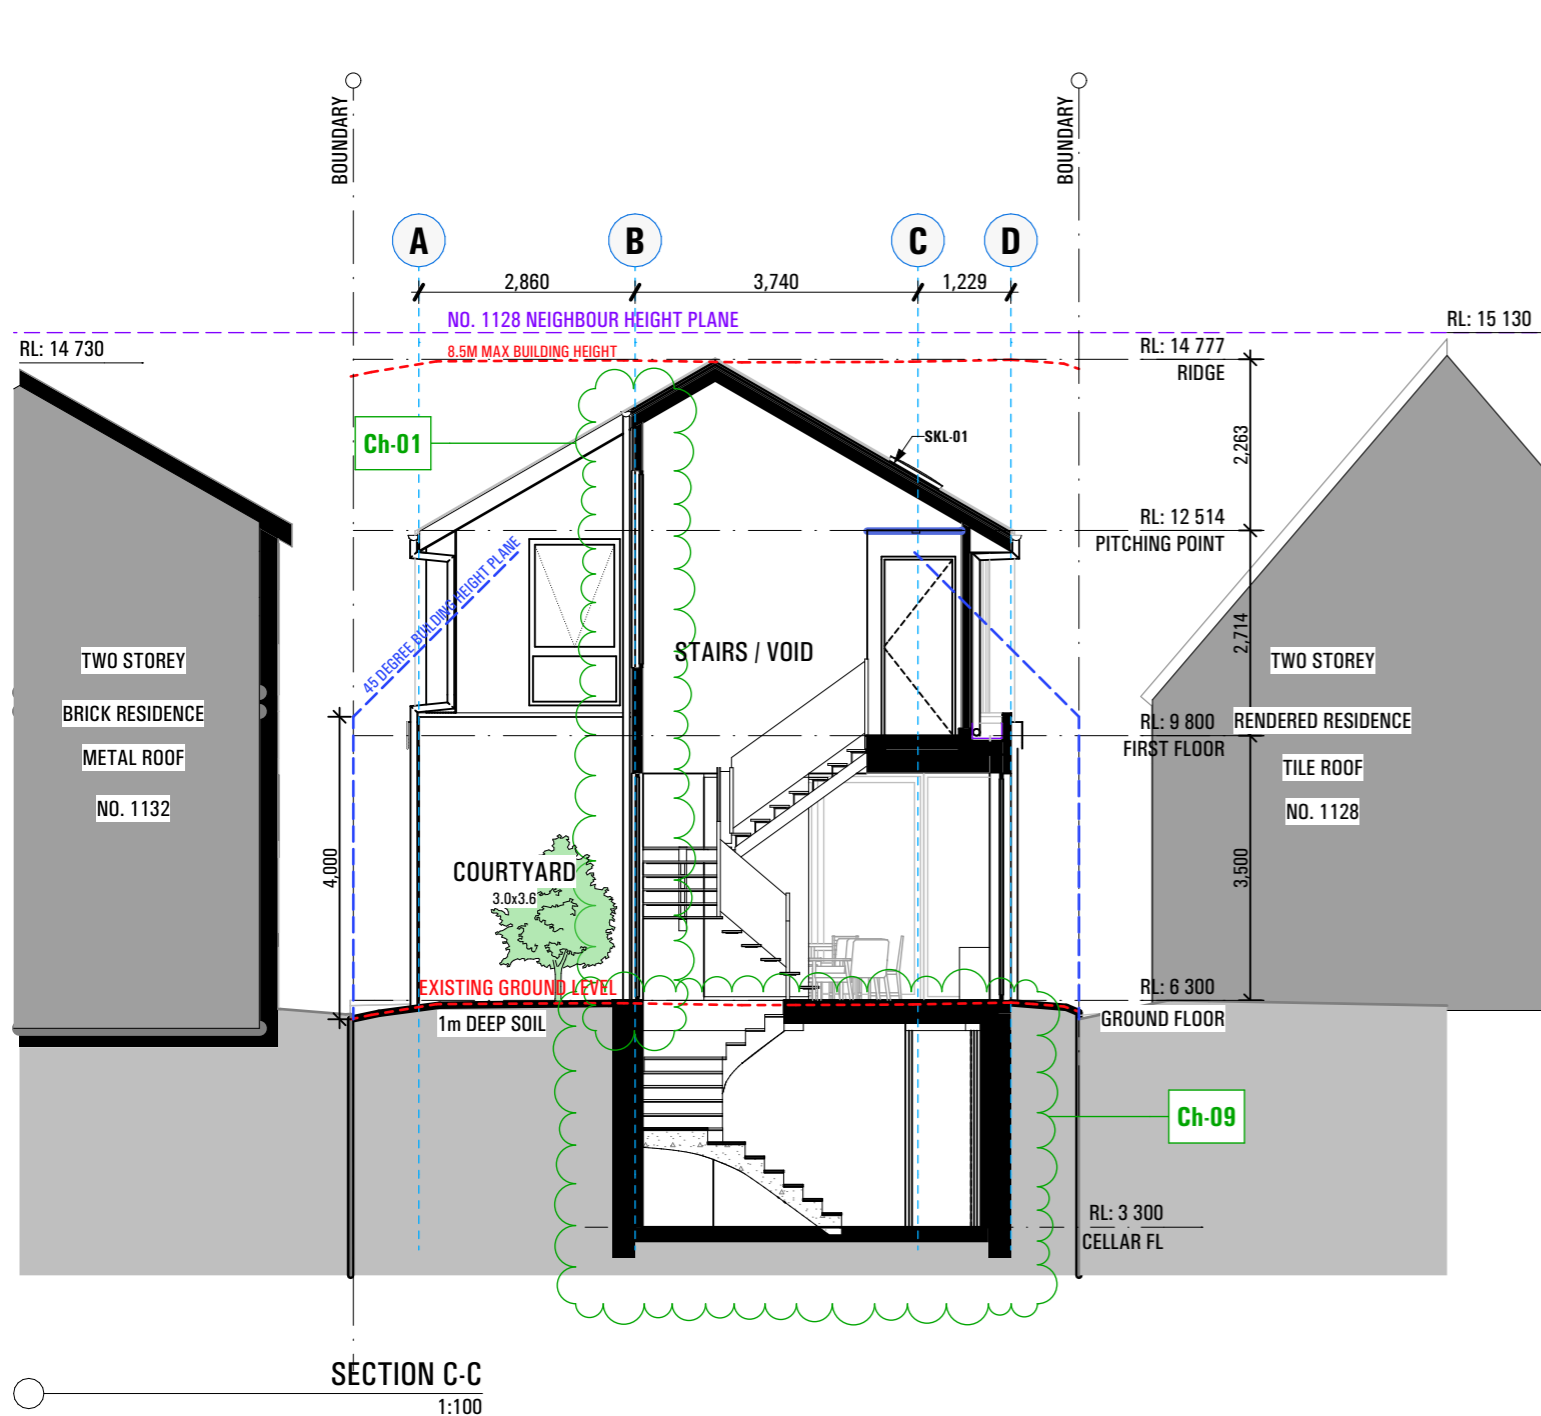 BOUNDARY
BOUNDARY
A
B
C
D
2,860
3,740
1,229
NO. 1128 NEIGHBOUR HEIGHT PLANE
RL: 15 130
RL: 14 730
8.5M MAX BUILDING HEIGHT
RL: 14 777
RIDGE
Ch-01
SKL-01
2,263
RL: 12 514
PITCHING POINT
45 DEGREE BUILDING HEIGHT PLANE
STAIRS / VOID
2,714
TWO STOREY
BRICK RESIDENCE
METAL ROOF
NO. 1132
TWO STOREY
RENDERED RESIDENCE
TILE ROOF
NO. 1128
RL: 9 800
FIRST FLOOR
4,000
COURTYARD
3.0x3.6
3,500
EXISTING GROUND LEVEL
RL: 6 300
GROUND FLOOR
1m DEEP SOIL
Ch-09
RL: 3 300
CELLAR FL
SECTION C-C
1:100